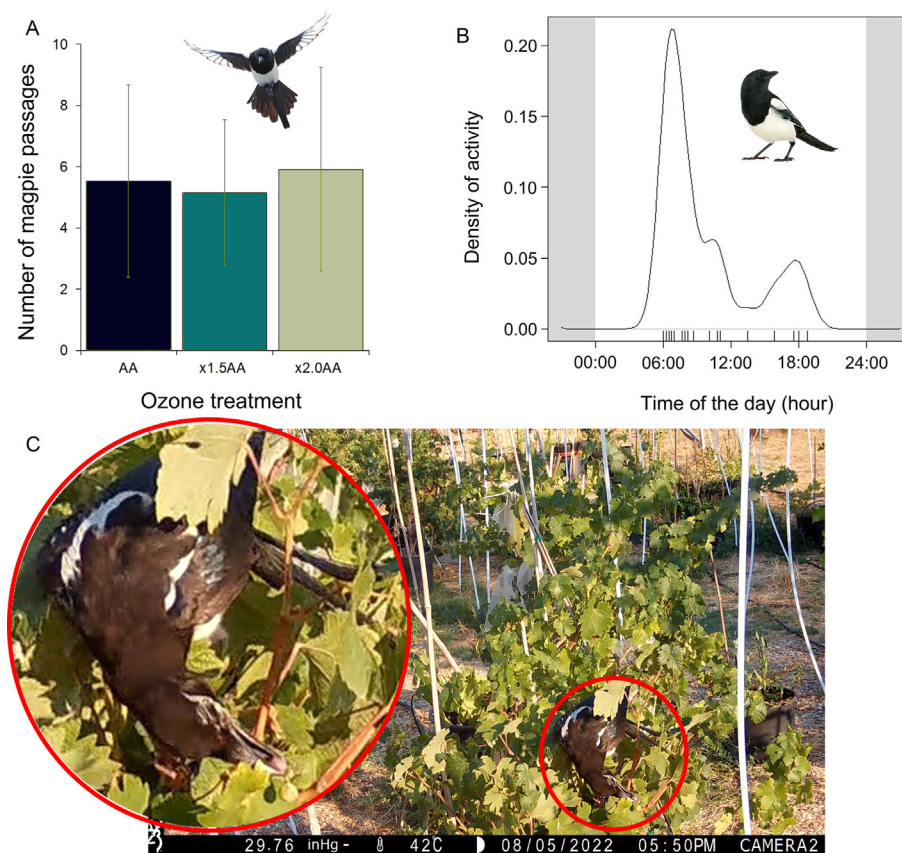 A
10
8
6
4
2
0
Number of magpie passages
AA
x1.5AA
x2.0AA
Ozone treatment
B
0.20
0.15
0.10
0.05
0.00
Density of activity
00:00
06:00
12:00
18:00
24:00
Time of the day (hour)
C
29.76 inHg - 42C 08/05/2022 05:50PM CAMERA2